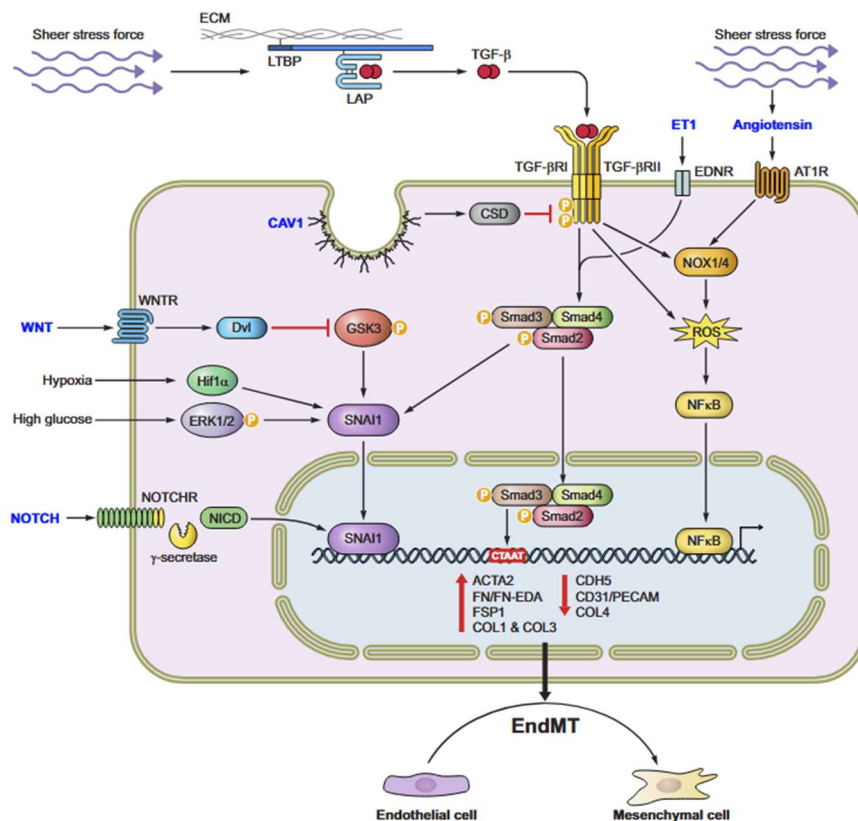 Sheer stress force
ECM
LTBP
LAP
TGF-β
Sheer stress force
ET1
Angiotensin
TGF-βRI
TGF-βRII
EDNR
AT1R
CAV1
CSD
P
P
NOX1/4
WNTR
WNT
Dvl
GSK3
P
P
Smad3
Smad4
P
Smad2
ROS
Hypoxia
Hif1α
High glucose
ERK1/2
P
SNAI1
NFκB
NOTCHR
NOTCH
NICD
γ-secretase
P
Smad3
Smad4
P
Smad2
SNAI1
CTAAT
NFκB
ACTA2
FN/FN-EDA
FSP1
COL1 & COL3
CDH5
CD31/PECAM
COL4
EndMT
Endothelial cell
Mesenchymal cell